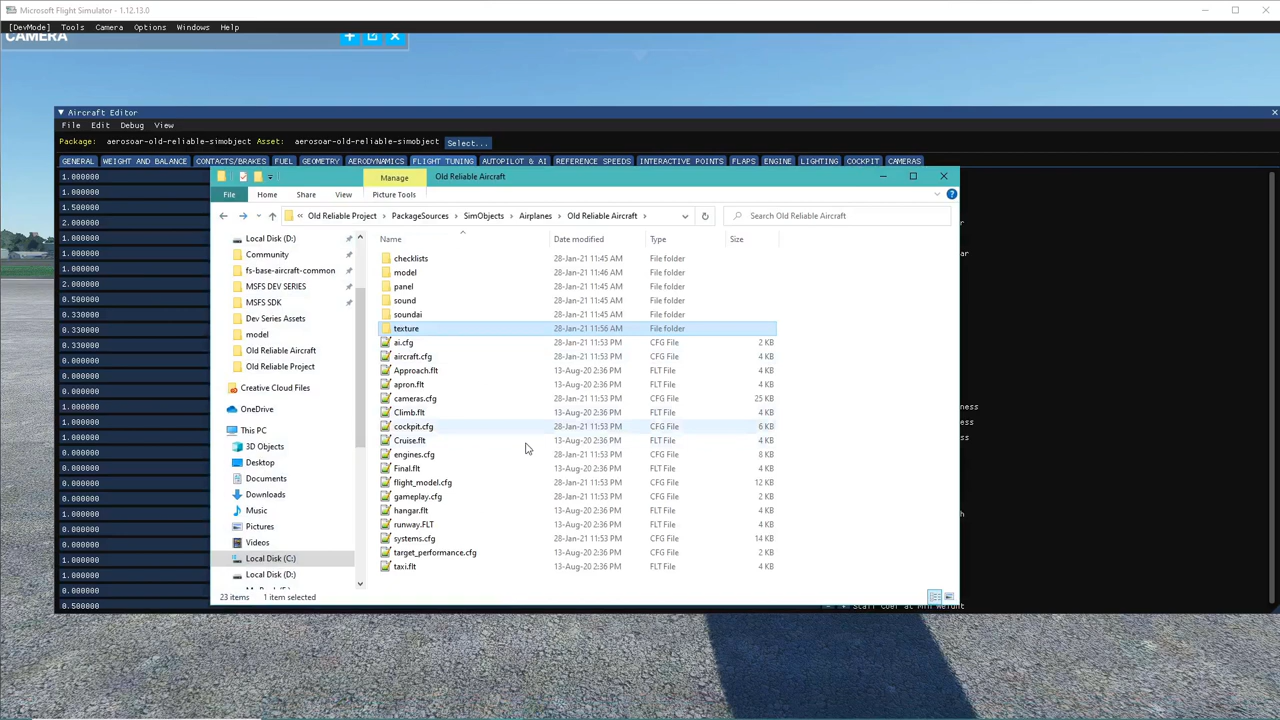 Microsoft Flight Simulator - 1.12.13.0
[DevMode] Tools Camera Options Windows Help
CAMERA
Aircraft Editor
File Edit Debug View
Package: aerosoar-old-reliable-simobject Asset: aerosoar-old-reliable-simobject Select...
GENERAL WEIGHT AND BALANCE CONTACTS/BRAKES FUEL GEOMETRY AERODYNAMICS FLIGHT TUNING AUTOPILOT & AI REFERENCE SPEEDS INTERACTIVE POINTS FLAPS ENGINE LIGHTING COCKPIT CAMERAS
1.000000
1.000000
1.500000
1.000000
2.000000
1.000000
1.000000
2.000000
0.500000
0.330000
0.330000
0.330000
0.000000
0.000000
0.000000
1.000000
1.000000
1.000000
0.000000
0.000000
0.000000
0.000000
0.000000
0.000000
1.000000
0.000000
1.000000
1.000000
0.500000
Manage Old Reliable Aircraft
File Home Share View Picture Tools
« Old Reliable Project > PackageSources > SimObjects > Airplanes > Old Reliable Aircraft > Search Old Reliable Aircraft
Local Disk (D:)
Community
fs-base-aircraft-common
MSFS DEV SERIES
MSFS SDK
Dev Series Assets
model
Old Reliable Aircraft
Old Reliable Project
Creative Cloud Files
OneDrive
This PC
3D Objects
Desktop
Documents
Downloads
Music
Pictures
Videos
Local Disk (C:)
Local Disk (D:)
Name Date modified Type Size
checklists 28-Jan-21 11:45 AM File folder
model 28-Jan-21 11:46 AM File folder
panel 28-Jan-21 11:45 AM File folder
sound 28-Jan-21 11:45 AM File folder
soundai 28-Jan-21 11:45 AM File folder
texture 28-Jan-21 11:56 AM File folder
ai.cfg 28-Jan-21 11:53 PM CFG File 2 KB
aircraft.cfg 28-Jan-21 11:53 PM CFG File 4 KB
Approach.flt 13-Aug-20 2:36 PM FLT File 4 KB
apron.flt 13-Aug-20 2:36 PM FLT File 4 KB
cameras.cfg 28-Jan-21 11:53 PM CFG File 25 KB
Climb.flt 13-Aug-20 2:36 PM FLT File 4 KB
cockpit.cfg 28-Jan-21 11:53 PM CFG File 6 KB
Cruise.flt 13-Aug-20 2:36 PM FLT File 4 KB
engines.cfg 28-Jan-21 11:53 PM CFG File 8 KB
Final.flt 13-Aug-20 2:36 PM FLT File 4 KB
flight_model.cfg 28-Jan-21 11:53 PM CFG File 12 KB
gameplay.cfg 28-Jan-21 11:53 PM CFG File 2 KB
hangar.flt 13-Aug-20 2:36 PM FLT File 4 KB
runway.FLT 13-Aug-20 2:36 PM FLT File 4 KB
systems.cfg 28-Jan-21 11:53 PM CFG File 14 KB
target_performance.cfg 13-Aug-20 2:36 PM CFG File 2 KB
taxi.flt 13-Aug-20 2:36 PM FLT File 4 KB
23 items 1 item selected